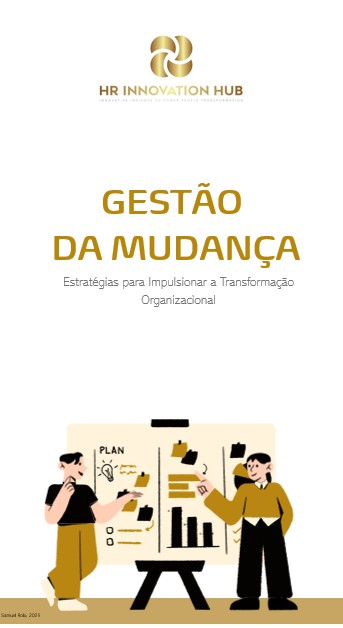 HR INNOVATION HUB
GESTÃO
DA MUDANÇA
Estratégias para Impulsionar a Transformação
Organizacional
PLAN